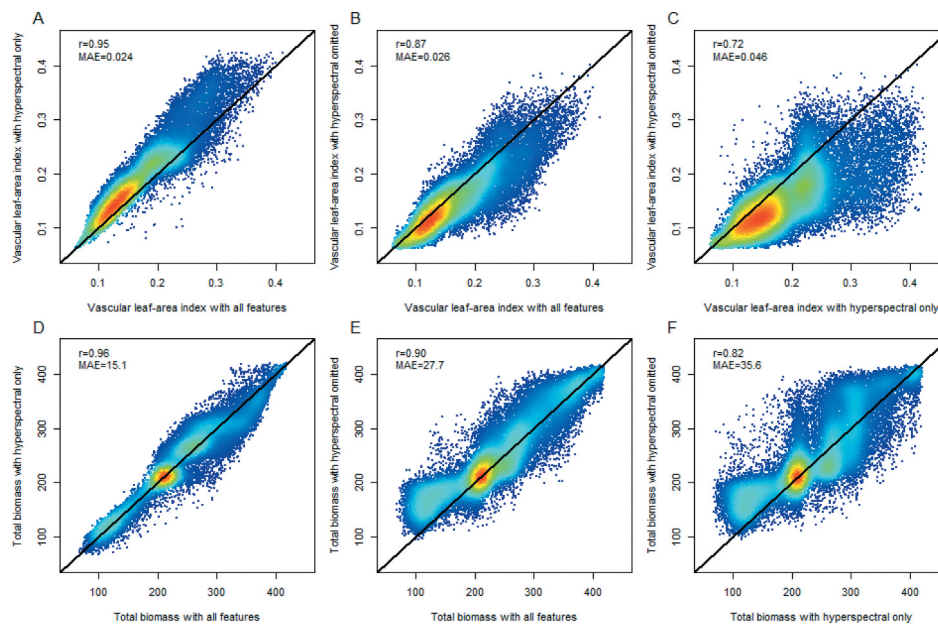 A
Vascular leaf-area index with hyperspectral only
r=0.95
MAE=0.024
0.4
0.3
0.2
0.1
0.1 0.2 0.3 0.4
Vascular leaf-area index with all features
B
Vascular leaf-area index with hyperspectral omitted
r=0.87
MAE=0.026
0.4
0.3
0.2
0.1
0.1 0.2 0.3 0.4
Vascular leaf-area index with all features
C
Vascular leaf-area index with hyperspectral omitted
r=0.72
MAE=0.046
0.4
0.3
0.2
0.1
0.1 0.2 0.3 0.4
Vascular leaf-area index with hyperspectral only
D
Total biomass with hyperspectral only
r=0.96
MAE=15.1
400
300
200
100
100 200 300 400
Total biomass with all features
E
Total biomass with hyperspectral omitted
r=0.90
MAE=27.7
400
300
200
100
100 200 300 400
Total biomass with all features
F
Total biomass with hyperspectral omitted
r=0.82
MAE=35.6
400
300
200
100
100 200 300 400
Total biomass with hyperspectral only